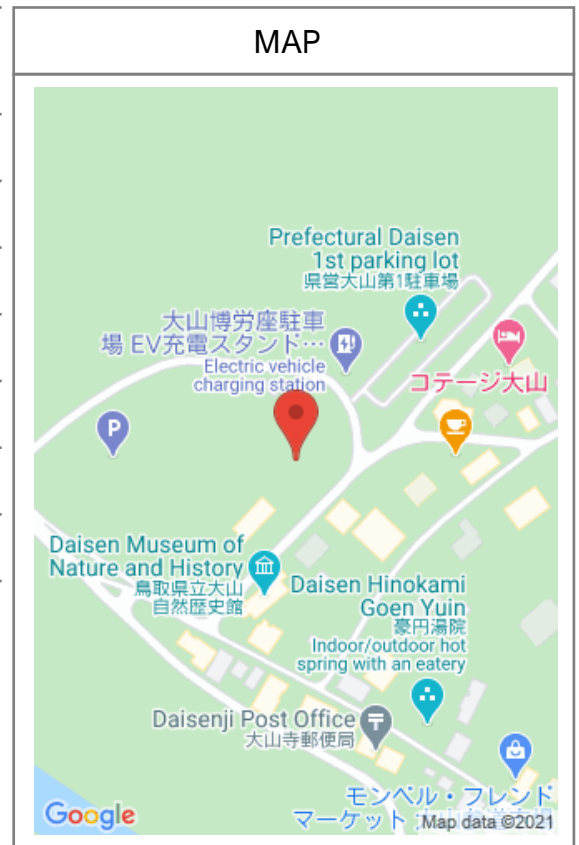 MAP
Prefectural Daisen
1st parking lot
県営大山第1駐車場
大山博労座駐車
場 EV充電スタンド…
Electric vehicle
charging station
コテージ大山
P
Daisen Museum of
Nature and History
鳥取県立大山
自然歴史館
Daisen Hinokami
Goen Yuin
豪円湯院
Indoor/outdoor hot
spring with an eatery
Daisenji Post Office
大山寺郵便局
モンベル・フレンド
マーケット
Google
Map data ©2021